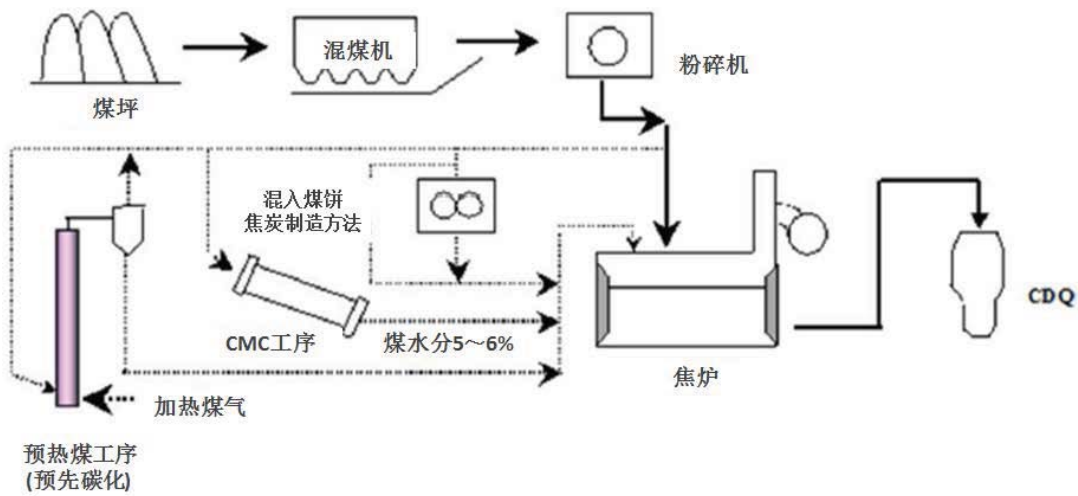 混煤机
粉碎机
煤坪
混入煤饼
焦炭制造方法
CDQ
CMC工序
煤水分5～6%
焦炉
加热煤气
预热煤工序
(预先碳化)